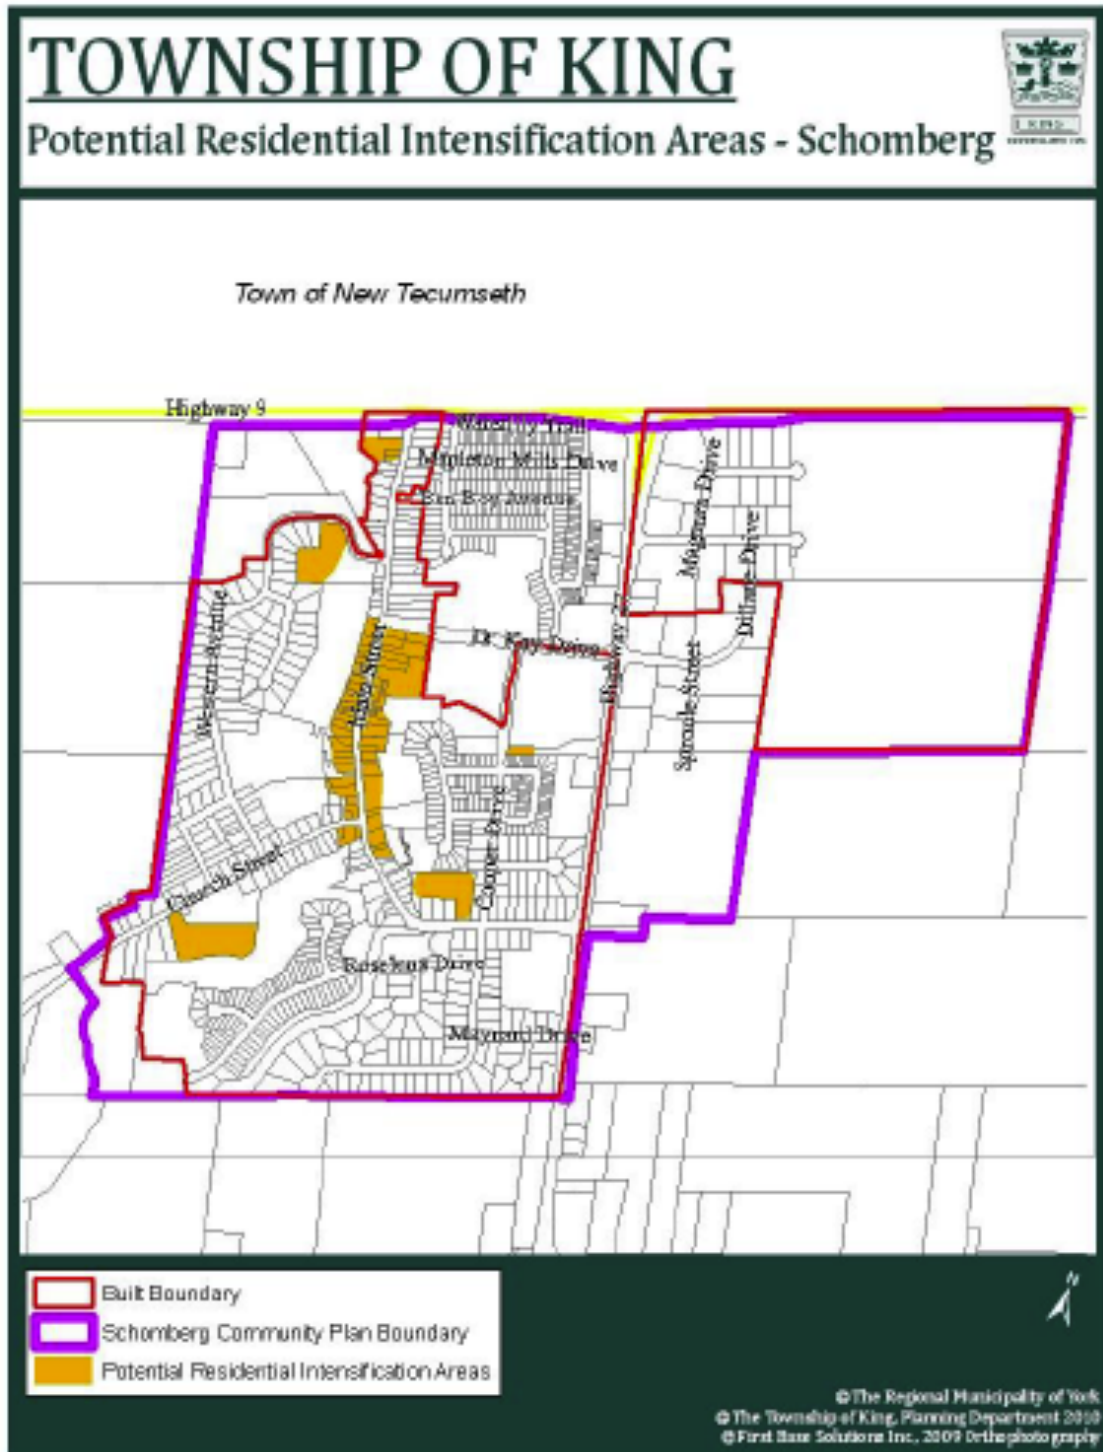 TOWNSHIP OF KING
Potential Residential Intensification Areas - Schomberg
KING
Town of New Tecumseth
Highway 9
Trail
Mapleton Mills Drive
Magnum Drive
Dillane Drive
Western Avenue
Main Street
Dr. Kay Drive
Highway 27
Sproule Street
Cooper Drive
Church Street
Roselena Drive
Maynard Drive
N
Built Boundary
Schomberg Community Plan Boundary
Potential Residential Intensification Areas
© The Regional Municipality of York
© The Township of King, Planning Department 2010
© First Base Solutions Inc., 2009 Orthophotography